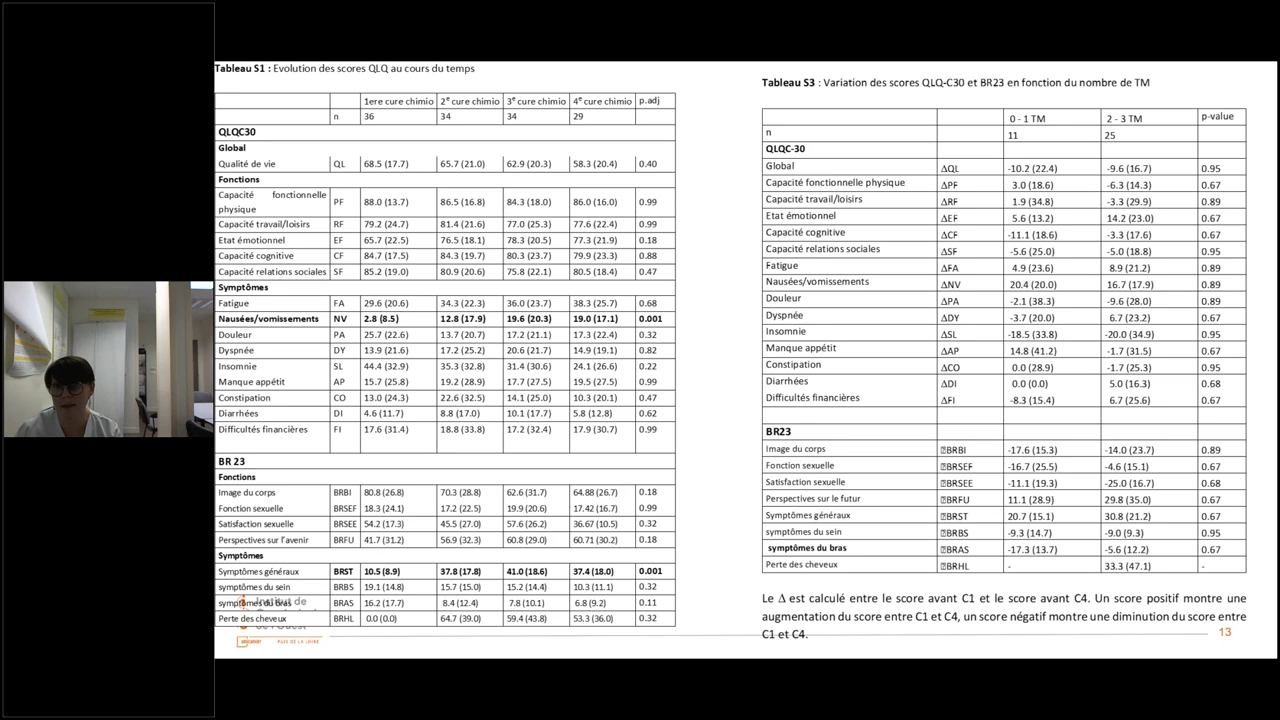 Tableau S1 : Evolution des scores QLQ au cours du temps
1ere cure chimio 2e cure chimio 3e cure chimio 4e cure chimio p.adj
n 36 34 34 29
QLQC30
Global
Qualité de vie QL 68.5 (17.7) 65.7 (21.0) 62.9 (20.3) 58.3 (20.4) 0.40
Fonctions
Capacité fonctionnelle
physique PF 88.0 (13.7) 86.5 (16.8) 84.3 (18.0) 86.0 (16.0) 0.99
Capacité travail/loisirs RF 79.2 (24.7) 81.4 (21.6) 77.0 (25.3) 77.6 (22.4) 0.99
Etat émotionnel EF 65.7 (22.5) 76.5 (18.1) 78.3 (20.5) 77.3 (21.9) 0.18
Capacité cognitive CF 84.7 (17.5) 84.3 (19.7) 80.3 (23.7) 79.9 (23.3) 0.88
Capacité relations sociales SF 85.2 (19.0) 80.9 (20.6) 75.8 (22.1) 80.5 (18.4) 0.47
Symptômes
Fatigue FA 29.6 (20.6) 34.3 (22.3) 36.0 (23.7) 38.3 (25.7) 0.68
Nausées/vomissements NV 2.8 (8.5) 12.8 (17.9) 19.6 (20.3) 19.0 (17.1) 0.001
Douleur PA 25.7 (22.6) 13.7 (20.7) 17.2 (21.1) 17.3 (22.4) 0.32
Dyspnée DY 13.9 (21.6) 17.2 (25.2) 20.6 (21.7) 14.9 (19.1) 0.82
Insomnie SL 44.4 (32.9) 35.3 (32.8) 31.4 (30.6) 24.1 (26.6) 0.22
Manque appétit AP 15.7 (25.8) 19.2 (28.9) 17.7 (27.5) 19.5 (27.5) 0.99
Constipation CO 13.0 (24.3) 22.6 (32.5) 14.1 (25.0) 10.3 (20.1) 0.47
Diarrhées DI 4.6 (11.7) 8.8 (17.0) 10.1 (17.7) 5.8 (12.8) 0.62
Difficultés financières FI 17.6 (31.4) 18.8 (33.8) 17.2 (32.4) 17.9 (30.7) 0.99
BR 23
Fonctions
Image du corps BRBI 80.8 (26.8) 70.3 (28.8) 62.6 (31.7) 64.88 (26.7) 0.18
Fonction sexuelle BRSEF 18.3 (24.1) 17.2 (22.5) 19.9 (20.6) 17.42 (16.7) 0.99
Satisfaction sexuelle BRSEE 54.2 (17.3) 45.5 (27.0) 57.6 (26.2) 36.67 (10.5) 0.32
Perspectives sur l'avenir BRFU 41.7 (31.2) 56.9 (32.3) 60.8 (29.0) 60.71 (30.2) 0.18
Symptômes
Symptômes généraux BRST 10.5 (8.9) 37.8 (17.8) 41.0 (18.6) 37.4 (18.0) 0.001
symptômes du sein BRBS 19.1 (14.8) 15.7 (15.0) 15.2 (14.4) 10.3 (11.1) 0.32
symptômes du bras BRAS 16.2 (17.7) 8.4 (12.4) 7.8 (10.1) 6.8 (9.2) 0.11
Perte des cheveux BRHL 0.0 (0.0) 64.7 (39.0) 59.4 (43.8) 53.3 (36.0) 0.32
Institut de
de l'Ouest
PAYS DE LA LOIRE
Tableau S3 : Variation des scores QLQ-C30 et BR23 en fonction du nombre de TM
0 - 1 TM 2 - 3 TM p-value
n 11 25
QLQC-30
Global ΔQL -10.2 (22.4) -9.6 (16.7) 0.95
Capacité fonctionnelle physique ΔPF 3.0 (18.6) -6.3 (14.3) 0.67
Capacité travail/loisirs ΔRF 1.9 (34.8) -3.3 (29.9) 0.89
Etat émotionnel ΔEF 5.6 (13.2) 14.2 (23.0) 0.67
Capacité cognitive ΔCF -11.1 (18.6) -3.3 (17.6) 0.67
Capacité relations sociales ΔSF -5.6 (25.0) -5.0 (18.8) 0.95
Fatigue ΔFA 4.9 (23.6) 8.9 (21.2) 0.89
Nausées/vomissements ΔNV 20.4 (20.0) 16.7 (17.9) 0.89
Douleur ΔPA -2.1 (38.3) -9.6 (28.0) 0.89
Dyspnée ΔDY -3.7 (20.0) 6.7 (23.2) 0.67
Insomnie ΔSL -18.5 (33.8) -20.0 (34.9) 0.95
Manque appétit ΔAP 14.8 (41.2) -1.7 (31.5) 0.67
Constipation ΔCO 0.0 (28.9) -1.7 (25.3) 0.95
Diarrhées ΔDI 0.0 (0.0) 5.0 (16.3) 0.68
Difficultés financières ΔFI -8.3 (15.4) 6.7 (25.6) 0.67
BR23
Image du corps BRBI -17.6 (15.3) -14.0 (23.7) 0.89
Fonction sexuelle BRSEF -16.7 (25.5) -4.6 (15.1) 0.67
Satisfaction sexuelle BRSEE -11.1 (19.3) -25.0 (16.7) 0.68
Perspectives sur le futur BRFU 11.1 (28.9) 29.8 (35.0) 0.67
Symptômes généraux BRST 20.7 (15.1) 30.8 (21.2) 0.67
symptômes du sein BRBS -9.3 (14.7) -9.0 (9.3) 0.95
symptômes du bras BRAS -17.3 (13.7) -5.6 (12.2) 0.67
Perte des cheveux BRHL - 33.3 (47.1) -
Le Δ est calculé entre le score avant C1 et le score avant C4. Un score positif montre une
augmentation du score entre C1 et C4, un score négatif montre une diminution du score entre
C1 et C4.
13